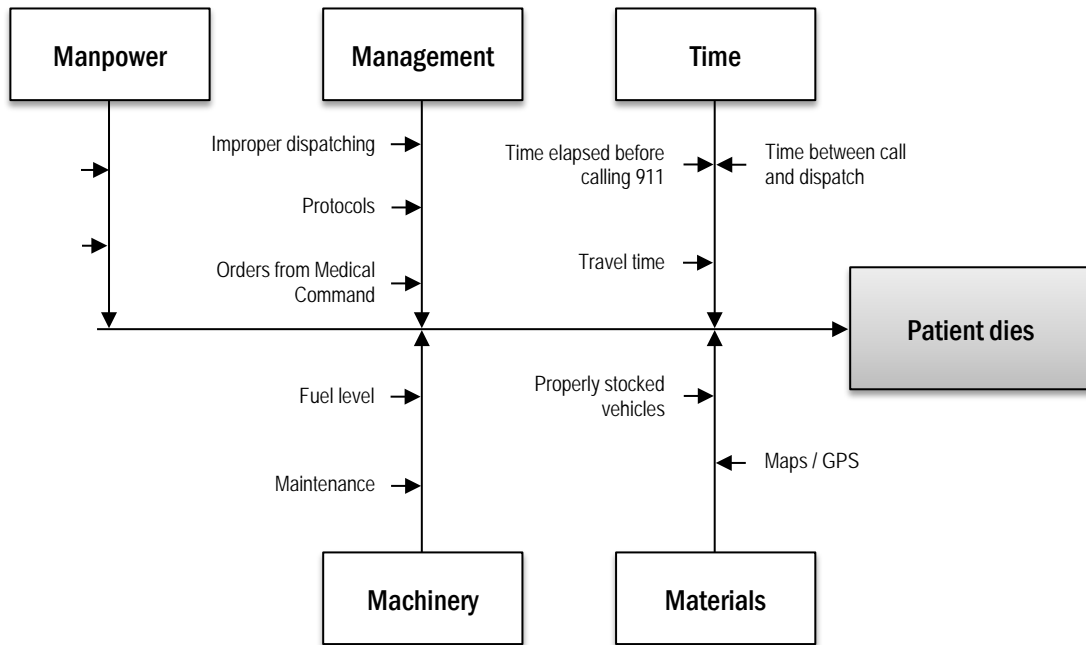 Manpower
Management
Time
Improper dispatching
Time elapsed before
calling 911
Time between call
and dispatch
Protocols
Orders from Medical
Command
Travel time
Patient dies
Fuel level
Properly stocked
vehicles
Maps / GPS
Maintenance
Machinery
Materials